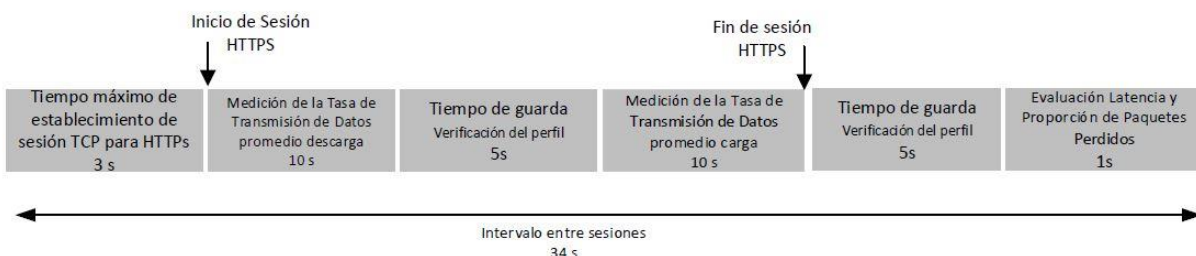 Inicio de Sesión
HTTPS
Fin de sesión
HTTPS
Tiempo máximo de
establecimiento de
sesión TCP para HTTPs
3 s
Medición de la Tasa de
Transmisión de Datos
promedio descarga
10 s
Tiempo de guarda
Verificación del perfil
5s
Medición de la Tasa de
Transmisión de Datos
promedio carga
10 s
Tiempo de guarda
Verificación del perfil
5s
Evaluación Latencia y
Proporción de Paquetes
Perdidos
1s
Intervalo entre sesiones
34 s